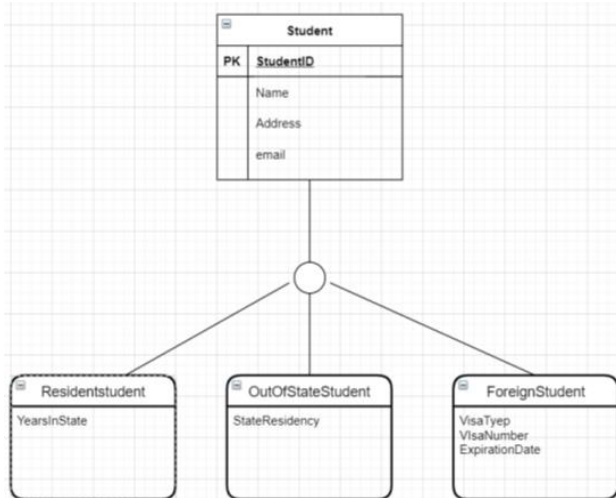 Student
PK StudentID
Name
Address
email
Residentstudent
YearsInState
OutOfStateStudent
StateResidency
ForeignStudent
VisaTyep
VIsaNumber
ExpirationDate